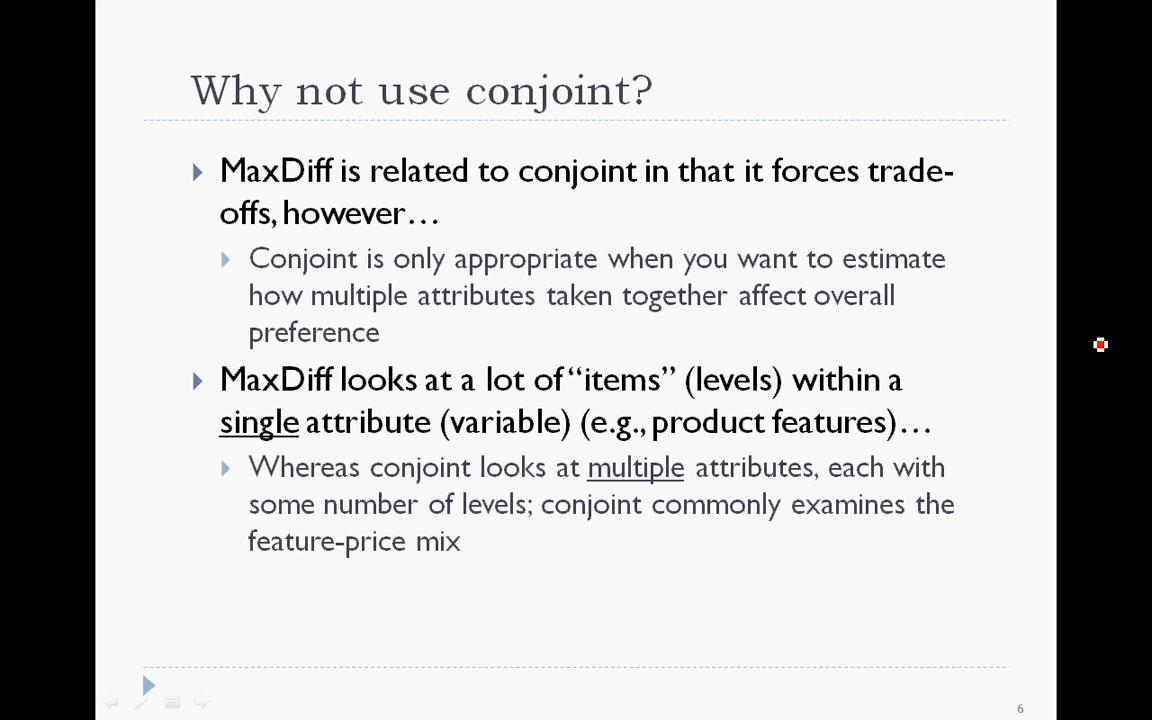 Why not use conjoint?
MaxDiff is related to conjoint in that it forces trade-
offs, however…
Conjoint is only appropriate when you want to estimate
how multiple attributes taken together affect overall
preference
MaxDiff looks at a lot of “items” (levels) within a
single attribute (variable) (e.g., product features)…
Whereas conjoint looks at multiple attributes, each with
some number of levels; conjoint commonly examines the
feature-price mix
6